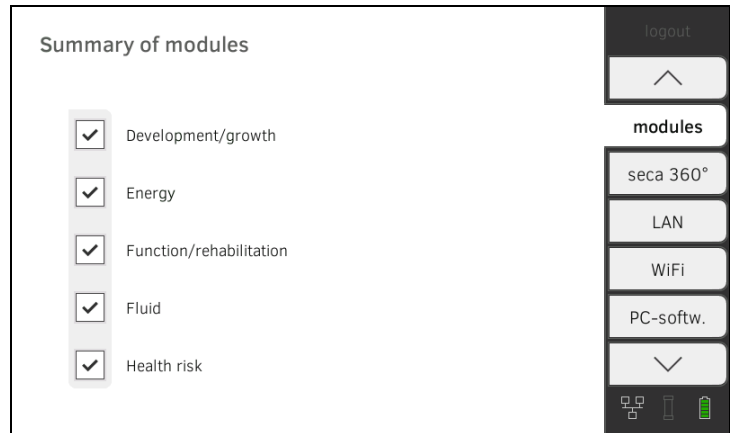 Summary of modules
Development/growth
Energy
Function/rehabilitation
Fluid
Health risk
logout
modules
seca 360°
LAN
WiFi
PC-softw.